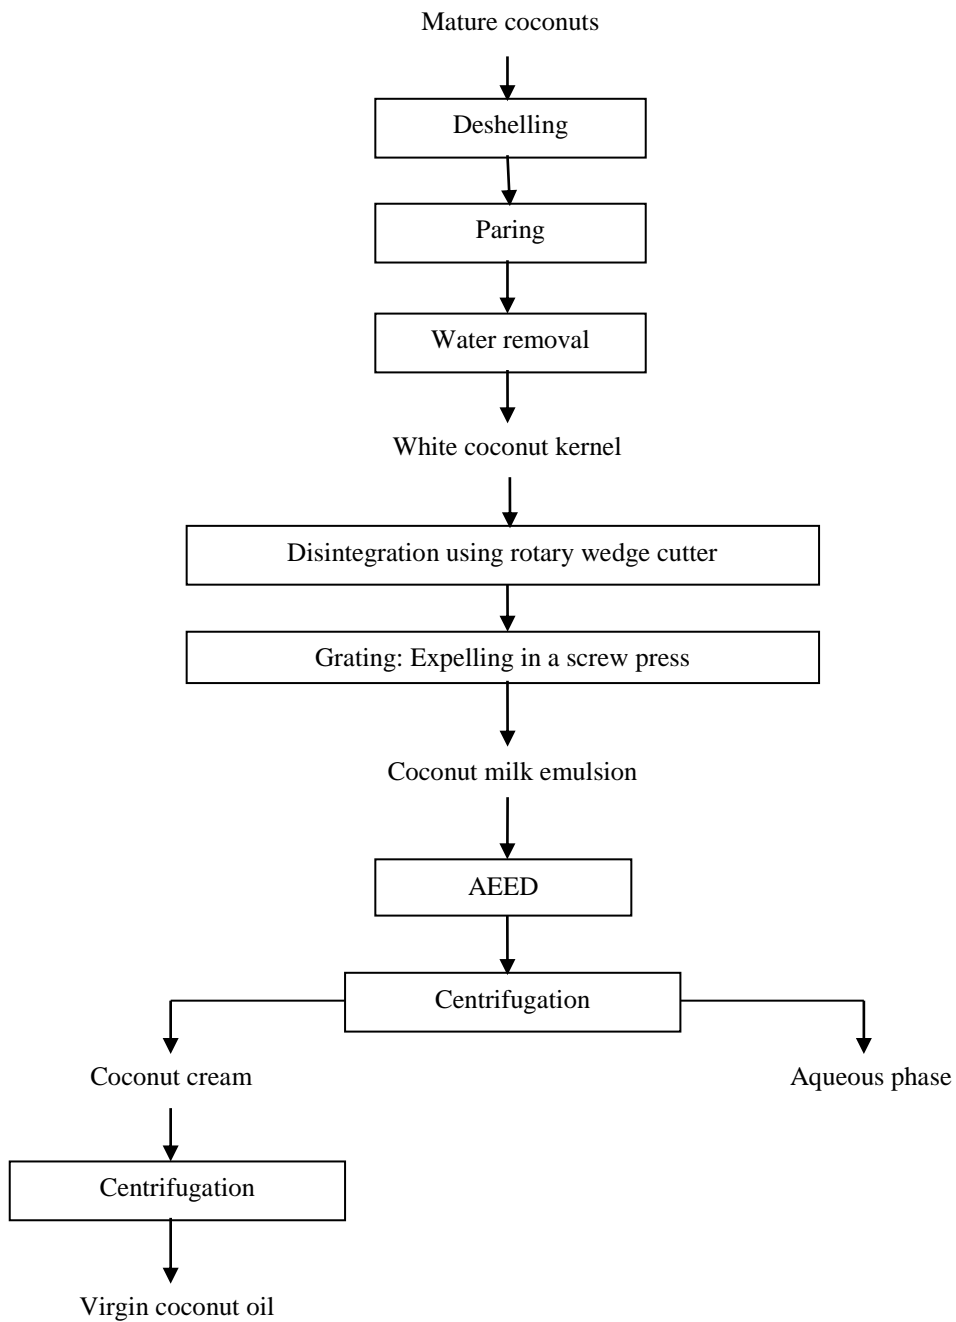 Mature coconuts
Deshelling
Paring
Water removal
White coconut kernel
Disintegration using rotary wedge cutter
Grating: Expelling in a screw press
Coconut milk emulsion
AEED
Centrifugation
Coconut cream
Aqueous phase
Centrifugation
Virgin coconut oil